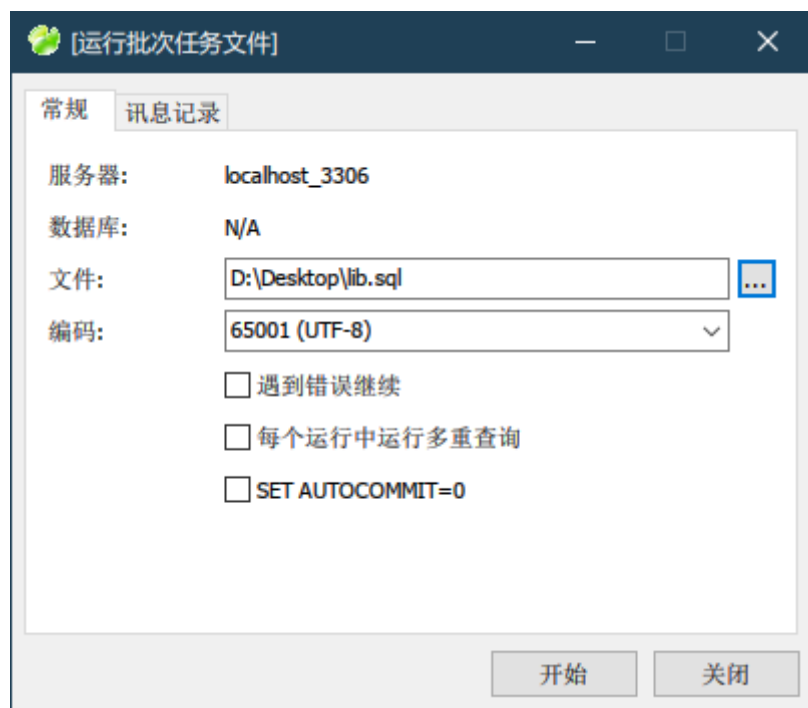 [运行批次任务文件]
常规 讯息记录
服务器: localhost_3306
数据库: N/A
文件: D:\Desktop\lib.sql ...
编码: 65001 (UTF-8)
遇到错误继续
每个运行中运行多重查询
SET AUTOCOMMIT=0
开始 关闭